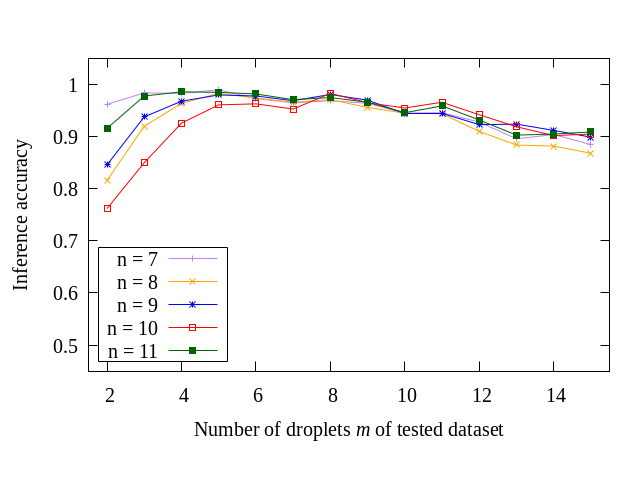 1
0.9
0.8
0.7
0.6
0.5
Inference accuracy
n = 7
n = 8
n = 9
n = 10
n = 11
2 4 6 8 10 12 14
Number of droplets m of tested dataset